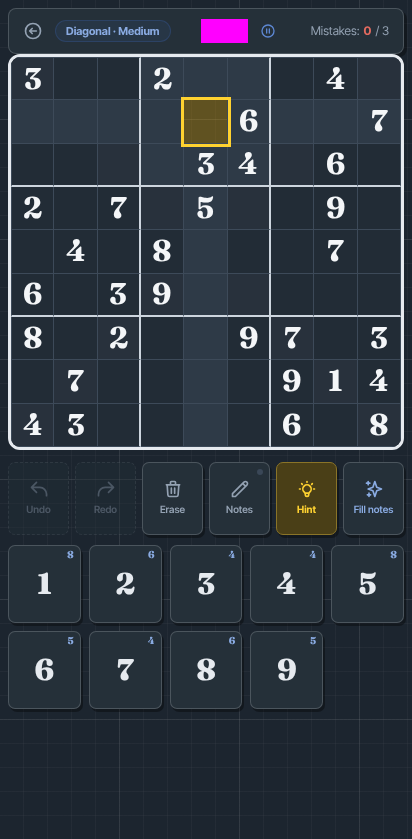 Diagonal · Medium
Mistakes: 0 / 3
3 2 4
6 7
3 4 6
2 7 5 9
4 8 7
6 3 9
8 2 9 7 3
7 9 1 4
4 3 6 8
Undo Redo Erase Notes Hint Fill notes
8 6 4 4 8
1 2 3 4 5
5 4 6 5
6 7 8 9